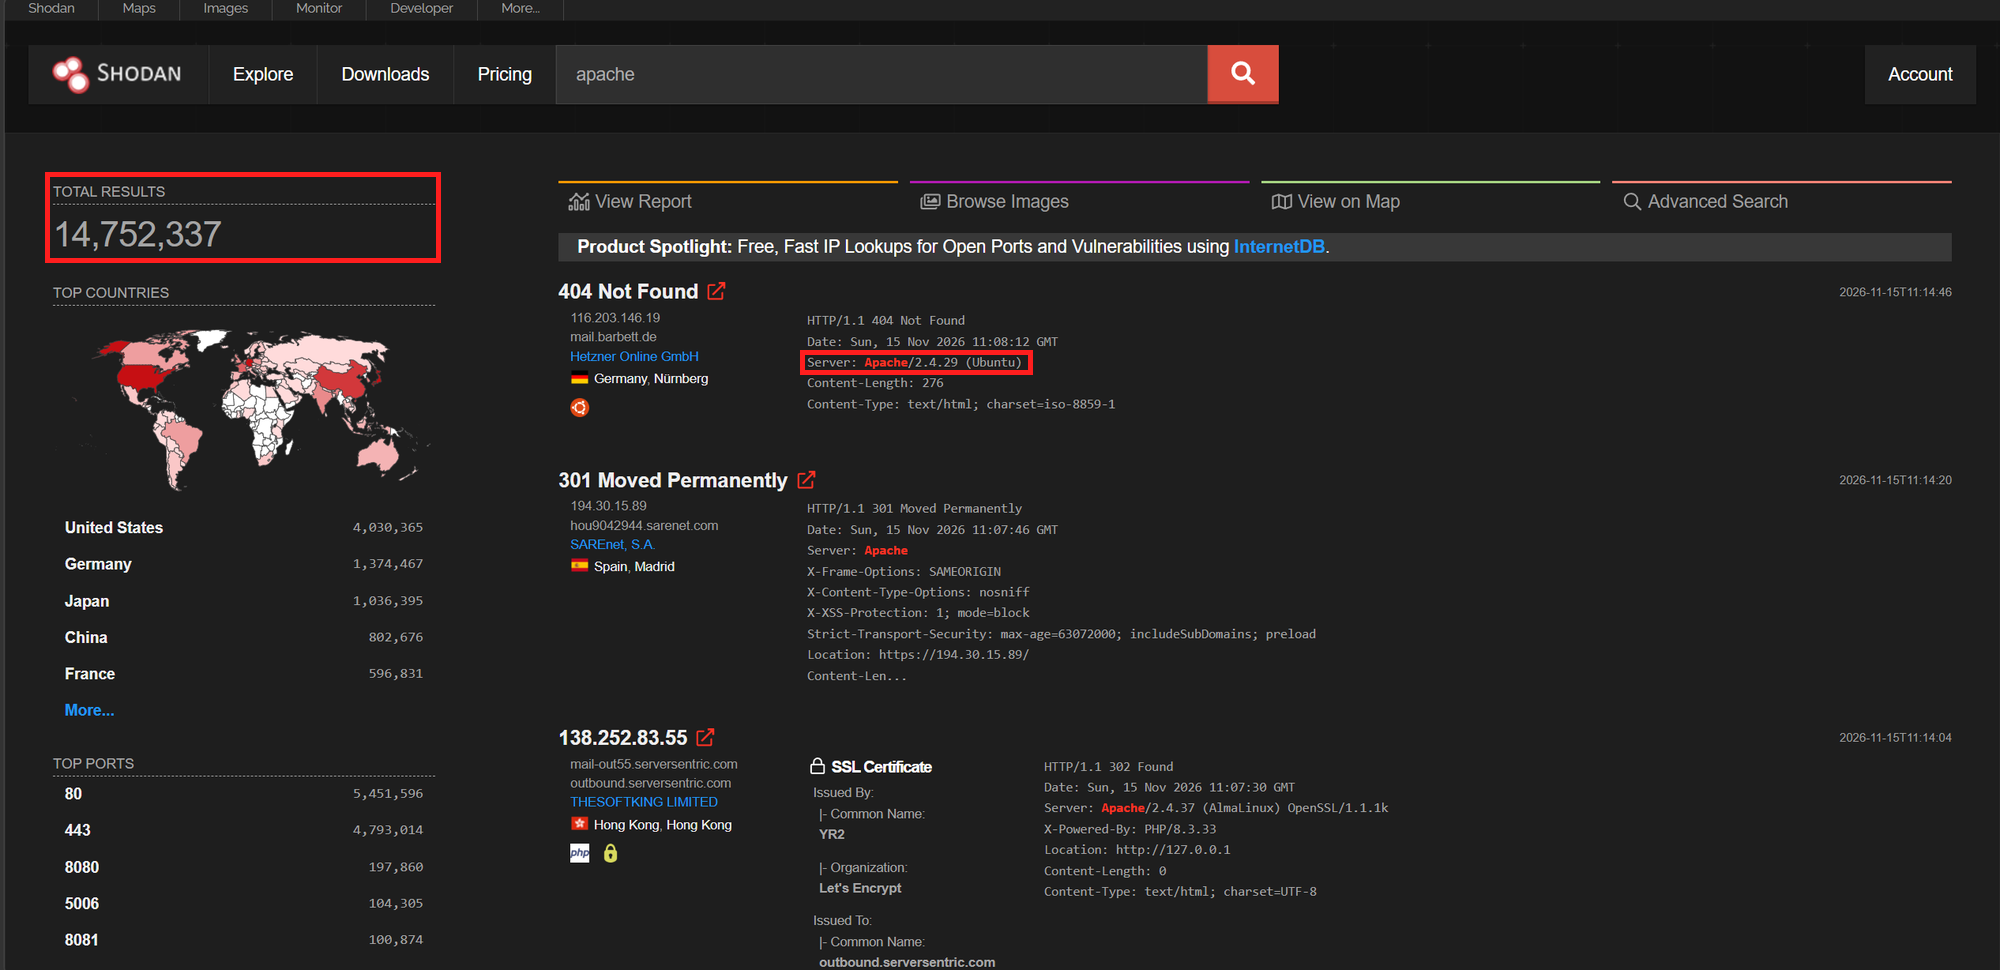 Shodan
Maps
Images
Monitor
Developer
More...
SHODAN
Explore
Downloads
Pricing
apache
Account
TOTAL RESULTS
14,752,337
TOP COUNTRIES
United States 4,030,365
Germany 1,374,467
Japan 1,036,395
China 802,676
France 596,831
More...
TOP PORTS
80 5,451,596
443 4,793,014
8080 197,860
5006 104,305
8081 100,874
View Report
Browse Images
View on Map
Advanced Search
Product Spotlight: Free, Fast IP Lookups for Open Ports and Vulnerabilities using InternetDB.
404 Not Found
2026-11-15T11:14:46
116.203.146.19
mail.barbett.de
Hetzner Online GmbH
Germany, Nürnberg
HTTP/1.1 404 Not Found
Date: Sun, 15 Nov 2026 11:08:12 GMT
Server: Apache/2.4.29 (Ubuntu)
Content-Length: 276
Content-Type: text/html; charset=iso-8859-1
301 Moved Permanently
2026-11-15T11:14:20
194.30.15.89
hou9042944.sarenet.com
SAREnet, S.A.
Spain, Madrid
HTTP/1.1 301 Moved Permanently
Date: Sun, 15 Nov 2026 11:07:46 GMT
Server: Apache
X-Frame-Options: SAMEORIGIN
X-Content-Type-Options: nosniff
X-XSS-Protection: 1; mode=block
Strict-Transport-Security: max-age=63072000; includeSubDomains; preload
Location: https://194.30.15.89/
Content-Len...
138.252.83.55
2026-11-15T11:14:04
mail-out55.serversentric.com
outbound.serversentric.com
THESOFTKING LIMITED
Hong Kong, Hong Kong
php
SSL Certificate
Issued By:
|- Common Name:
YR2
|- Organization:
Let's Encrypt
Issued To:
|- Common Name:
outbound.serversentric.com
HTTP/1.1 302 Found
Date: Sun, 15 Nov 2026 11:07:30 GMT
Server: Apache/2.4.37 (AlmaLinux) OpenSSL/1.1.1k
X-Powered-By: PHP/8.3.33
Location: http://127.0.0.1
Content-Length: 0
Content-Type: text/html; charset=UTF-8